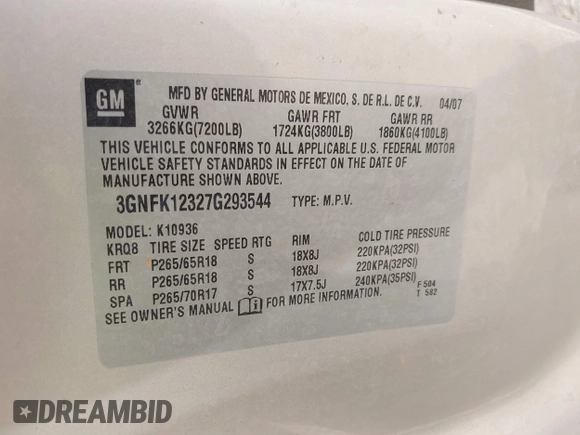 GM
MFD BY GENERAL MOTORS DE MEXICO, S. DE R.L. DE C.V. 04/07
GVWR GAWR FRT GAWR RR
3266KG(7200LB) 1724KG(3800LB) 1860KG(4100LB)
THIS VEHICLE CONFORMS TO ALL APPLICABLE U.S. FEDERAL MOTOR
VEHICLE SAFETY STANDARDS IN EFFECT ON THE DATE OF
MANUFACTURE SHOWN ABOVE.
3GNFK12327G293544 TYPE: M.P.V.
MODEL: K10936
KRQ8 TIRE SIZE SPEED RTG RIM COLD TIRE PRESSURE
FRT P265/65R18 S 18X8J 220KPA(32PSI)
RR P265/65R18 S 18X8J 220KPA(32PSI)
SPA P265/70R17 S 17X7.5J 240KPA(35PSI) F 504
SEE OWNER'S MANUAL FOR MORE INFORMATION. T 582
DREAMBID